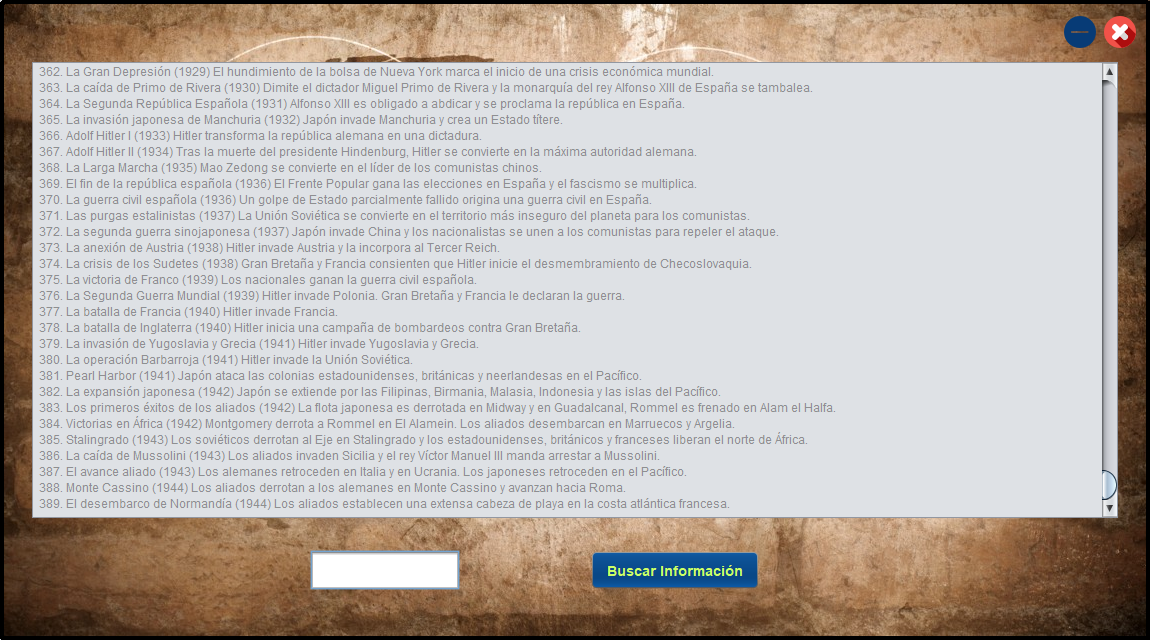 362. La Gran Depresión (1929) El hundimiento de la bolsa de Nueva York marca el inicio de una crisis económica mundial.
363. La caída de Primo de Rivera (1930) Dimite el dictador Miguel Primo de Rivera y la monarquía del rey Alfonso XIII de España se tambalea.
364. La Segunda República Española (1931) Alfonso XIII es obligado a abdicar y se proclama la república en España.
365. La invasión japonesa de Manchuria (1932) Japón invade Manchuria y crea un Estado títere.
366. Adolf Hitler I (1933) Hitler transforma la república alemana en una dictadura.
367. Adolf Hitler II (1934) Tras la muerte del presidente Hindenburg, Hitler se convierte en la máxima autoridad alemana.
368. La Larga Marcha (1935) Mao Zedong se convierte en el líder de los comunistas chinos.
369. El fin de la república española (1936) El Frente Popular gana las elecciones en España y el fascismo se multiplica.
370. La guerra civil española (1936) Un golpe de Estado parcialmente fallido origina una guerra civil en España.
371. Las purgas estalinistas (1937) La Unión Soviética se convierte en el territorio más inseguro del planeta para los comunistas.
372. La segunda guerra sinojaponesa (1937) Japón invade China y los nacionalistas se unen a los comunistas para repeler el ataque.
373. La anexión de Austria (1938) Hitler invade Austria y la incorpora al Tercer Reich.
374. La crisis de los Sudetes (1938) Gran Bretaña y Francia consienten que Hitler inicie el desmembramiento de Checoslovaquia.
375. La victoria de Franco (1939) Los nacionales ganan la guerra civil española.
376. La Segunda Guerra Mundial (1939) Hitler invade Polonia. Gran Bretaña y Francia le declaran la guerra.
377. La batalla de Francia (1940) Hitler invade Francia.
378. La batalla de Inglaterra (1940) Hitler inicia una campaña de bombardeos contra Gran Bretaña.
379. La invasión de Yugoslavia y Grecia (1941) Hitler invade Yugoslavia y Grecia.
380. La operación Barbarroja (1941) Hitler invade la Unión Soviética.
381. Pearl Harbor (1941) Japón ataca las colonias estadounidenses, británicas y neerlandesas en el Pacífico.
382. La expansión japonesa (1942) Japón se extiende por las Filipinas, Birmania, Malasia, Indonesia y las islas del Pacífico.
383. Los primeros éxitos de los aliados (1942) La flota japonesa es derrotada en Midway y en Guadalcanal, Rommel es frenado en Alam el Halfa.
384. Victorias en África (1942) Montgomery derrota a Rommel en El Alamein. Los aliados desembarcan en Marruecos y Argelia.
385. Stalingrado (1943) Los soviéticos derrotan al Eje en Stalingrado y los estadounidenses, británicos y franceses liberan el norte de África.
386. La caída de Mussolini (1943) Los aliados invaden Sicilia y el rey Víctor Manuel III manda arrestar a Mussolini.
387. El avance aliado (1943) Los alemanes retroceden en Italia y en Ucrania. Los japoneses retroceden en el Pacífico.
388. Monte Cassino (1944) Los aliados derrotan a los alemanes en Monte Cassino y avanzan hacia Roma.
389. El desembarco de Normandía (1944) Los aliados establecen una extensa cabeza de playa en la costa atlántica francesa.
Buscar Información